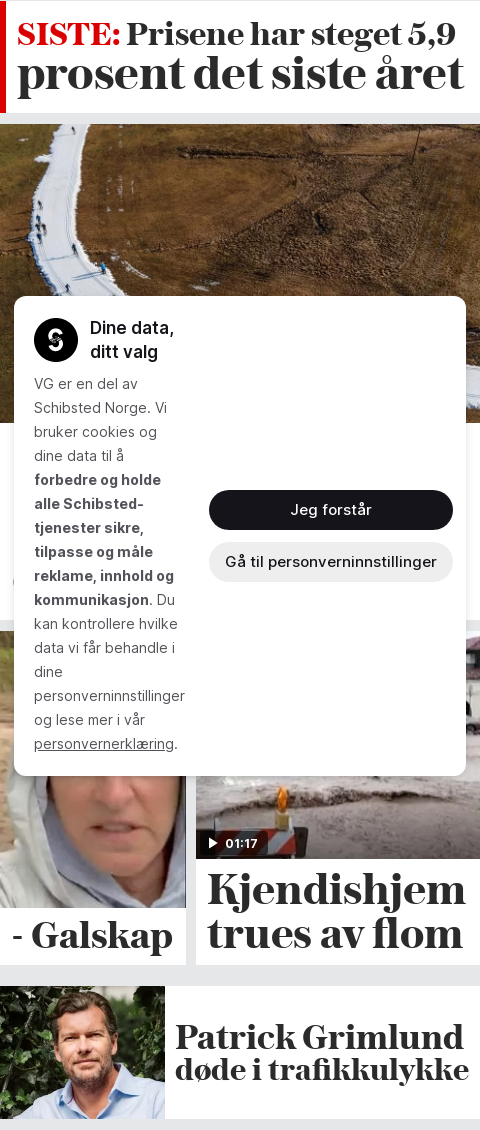 SISTE: Prisene har steget 5,9
prosent det siste året
Dine data,
ditt valg
VG er en del av
Schibsted Norge. Vi
bruker cookies og
dine data til å
forbedre og holde
alle Schibsted-
tjenester sikre,
tilpasse og måle
reklame, innhold og
kommunikasjon. Du
kan kontrollere hvilke
data vi får behandle i
dine
personverninnstillinger
og lese mer i vår
personvernerklæring.
Jeg forstår
Gå til personverninnstillinger
01:17
- Galskap
Kjendishjem
trues av flom
Patrick Grimlund
døde i trafikkulykke